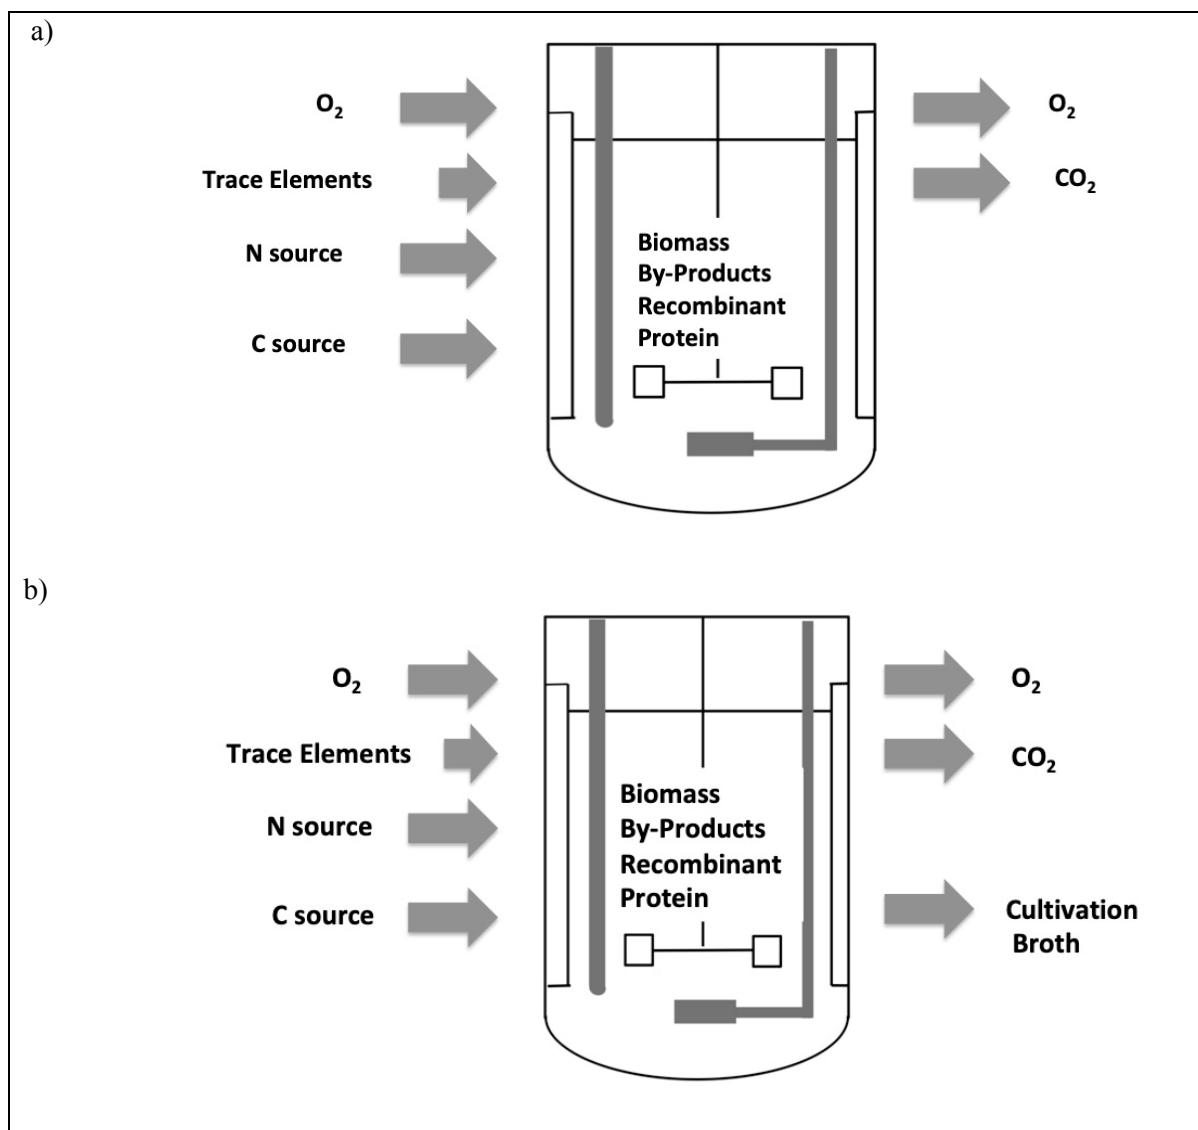 a)
O₂
O₂
Trace Elements
CO₂
N source
Biomass
By-Products
Recombinant
Protein
C source
b)
O₂
O₂
Trace Elements
CO₂
N source
Biomass
By-Products
Recombinant
Protein
C source
Cultivation
Broth